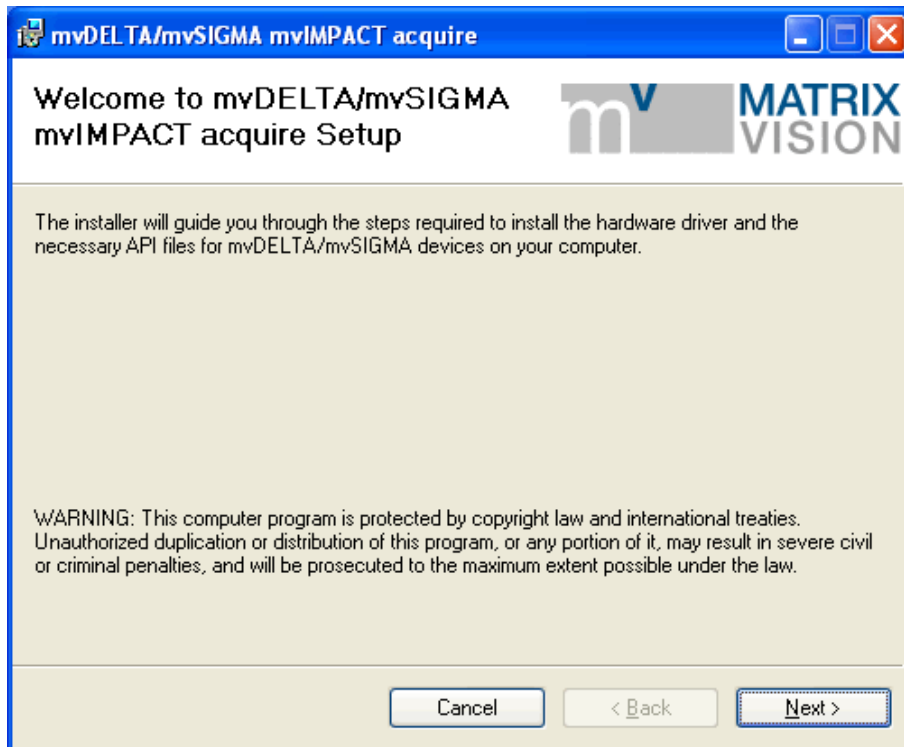 mvDELTA/mvSIGMA mvIMPACT acquire
Welcome to mvDELTA/mvSIGMA
mvIMPACT acquire Setup
mv
MATRIX
VISION
The installer will guide you through the steps required to install the hardware driver and the
necessary API files for mvDELTA/mvSIGMA devices on your computer.
WARNING: This computer program is protected by copyright law and international treaties.
Unauthorized duplication or distribution of this program, or any portion of it, may result in severe civil
or criminal penalties, and will be prosecuted to the maximum extent possible under the law.
Cancel
< Back
Next >